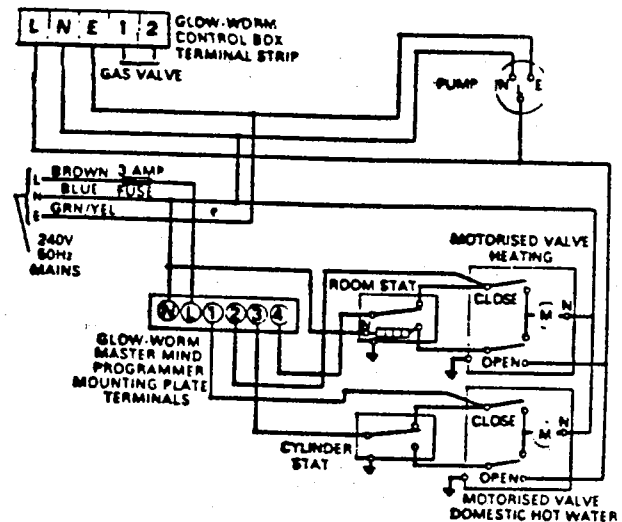 L N E 1 2
GLOW-WORM
CONTROL BOX
TERMINAL STRIP
GAS VALVE
PUMP
N E
L
L BROWN 3 AMP
N BLUE FUSE
E GRN/YEL
240V
50Hz
MAINS
MOTORISED VALVE
HEATING
ROOM STAT
CLOSE
M N
N
OPEN
N L 1 2 3 4
GLOW-WORM
MASTER MIND
PROGRAMMER
MOUNTING PLATE
TERMINALS
CLOSE
M N
CYLINDER
STAT
OPEN
MOTORISED VALVE
DOMESTIC HOT WATER